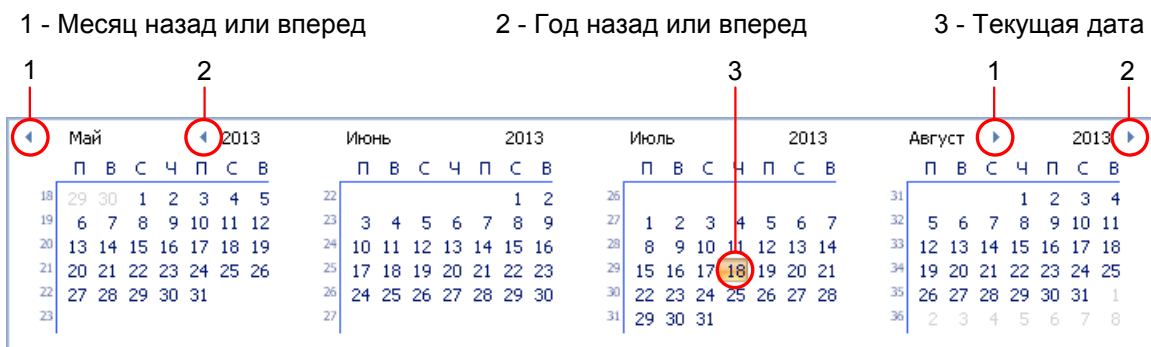 1 - Месяц назад или вперед 2 - Год назад или вперед 3 - Текущая дата
1 2 3 1 2
Май 2013 Июнь 2013 Июль 2013 Август 2013
П В С Ч П С В П В С Ч П С В П В С Ч П С В П В С Ч П С В
18 29 30 1 2 3 4 5 22 1 2 26 31 1 2 3 4
19 6 7 8 9 10 11 12 23 3 4 5 6 7 8 9 27 1 2 3 4 5 6 7 32 5 6 7 8 9 10 11
20 13 14 15 16 17 18 19 24 10 11 12 13 14 15 16 28 8 9 10 11 12 13 14 33 12 13 14 15 16 17 18
21 20 21 22 23 24 25 26 25 17 18 19 20 21 22 23 29 15 16 17 18 19 20 21 34 19 20 21 22 23 24 25
22 27 28 29 30 31 26 24 25 26 27 28 29 30 30 22 23 24 25 26 27 28 35 26 27 28 29 30 31 1
23 27 31 29 30 31 36 2 3 4 5 6 7 8